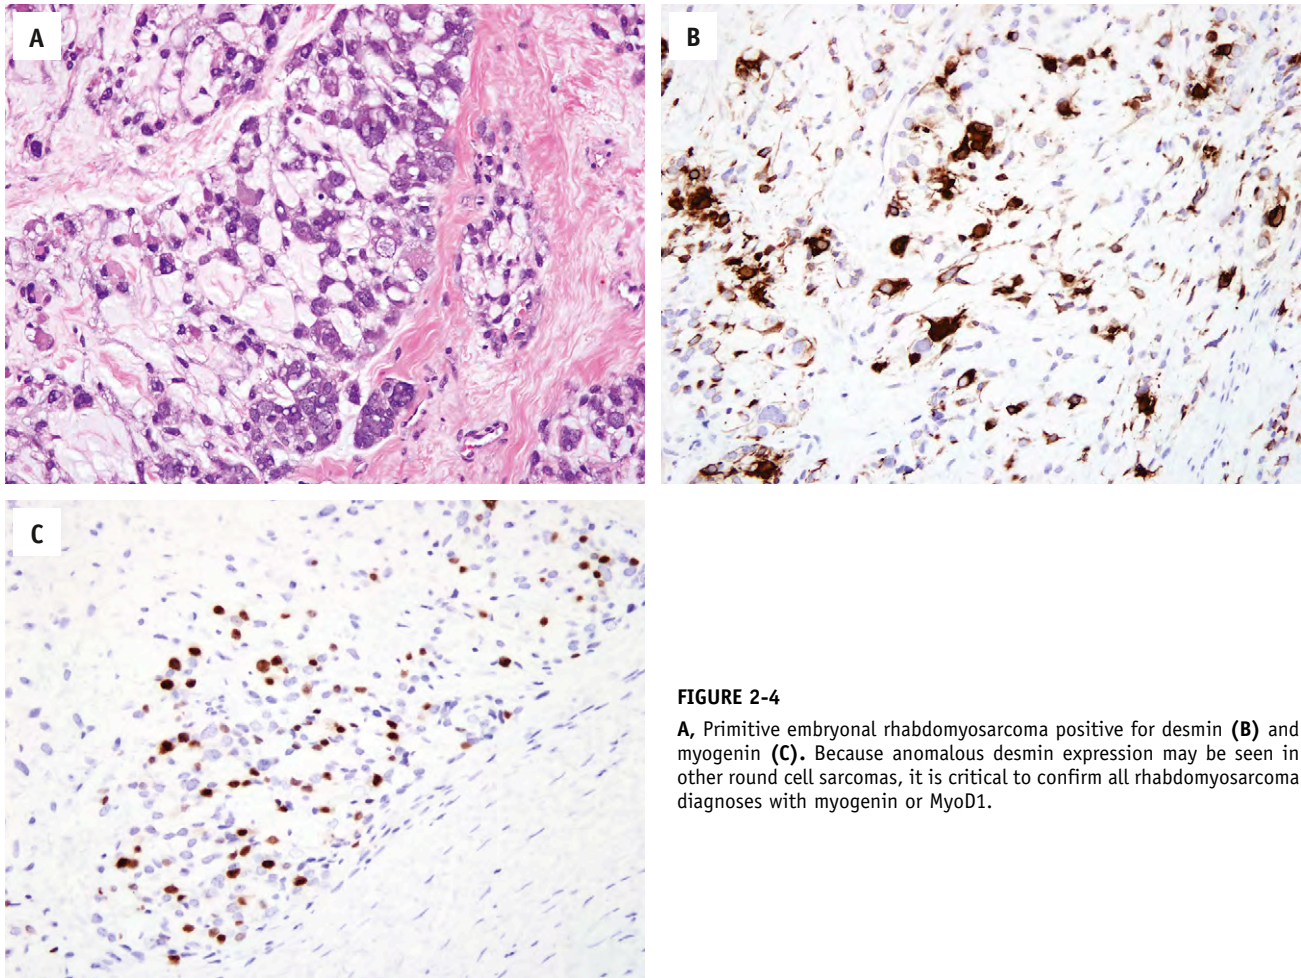 A
B
C
FIGURE 2-4
A, Primitive embryonal rhabdomyosarcoma positive for desmin (B) and
myogenin (C). Because anomalous desmin expression may be seen in
other round cell sarcomas, it is critical to confirm all rhabdomyosarcoma
diagnoses with myogenin or MyoD1.